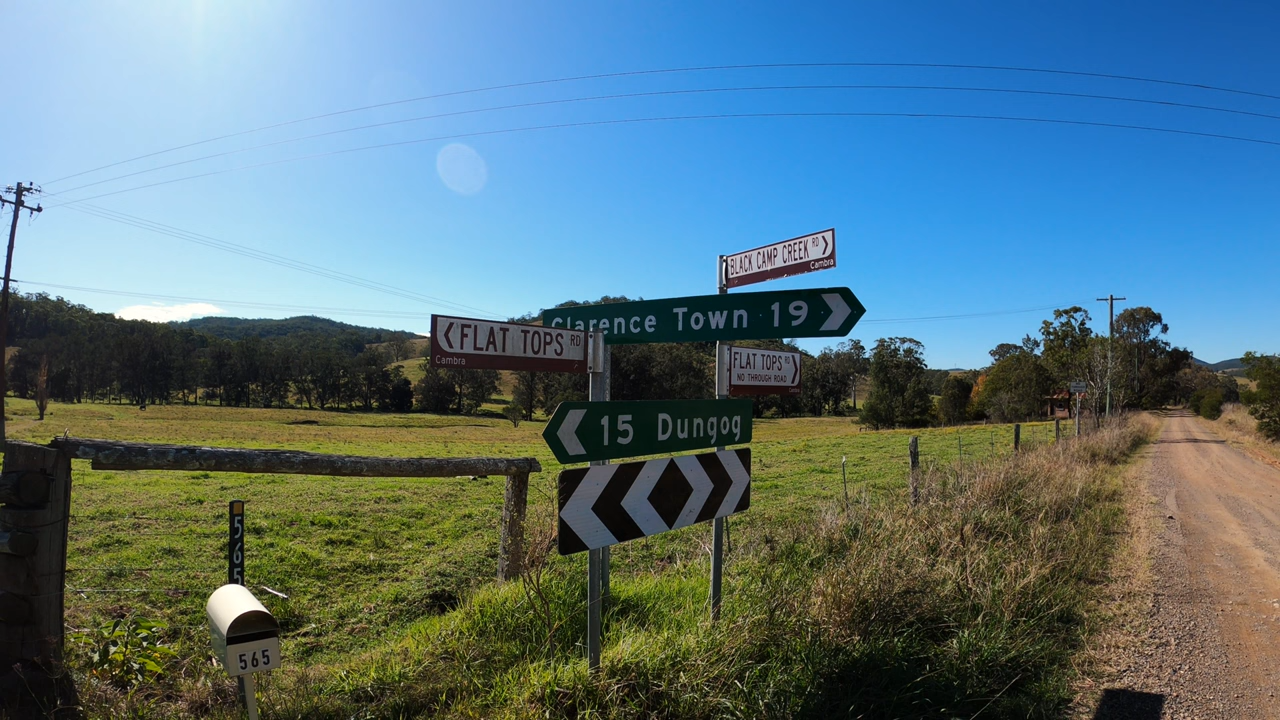 BLACK CAMP CREEK RD
Cambra
Clarence Town 19
FLAT TOPS RD
Cambra
FLAT TOPS RD
NO THROUGH ROAD
15 Dungog
565
565